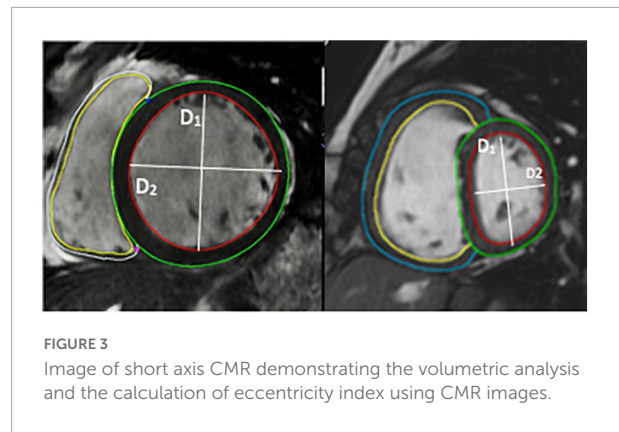 D1
D2
D1
D2
FIGURE 3
Image of short axis CMR demonstrating the volumetric analysis
and the calculation of eccentricity index using CMR images.